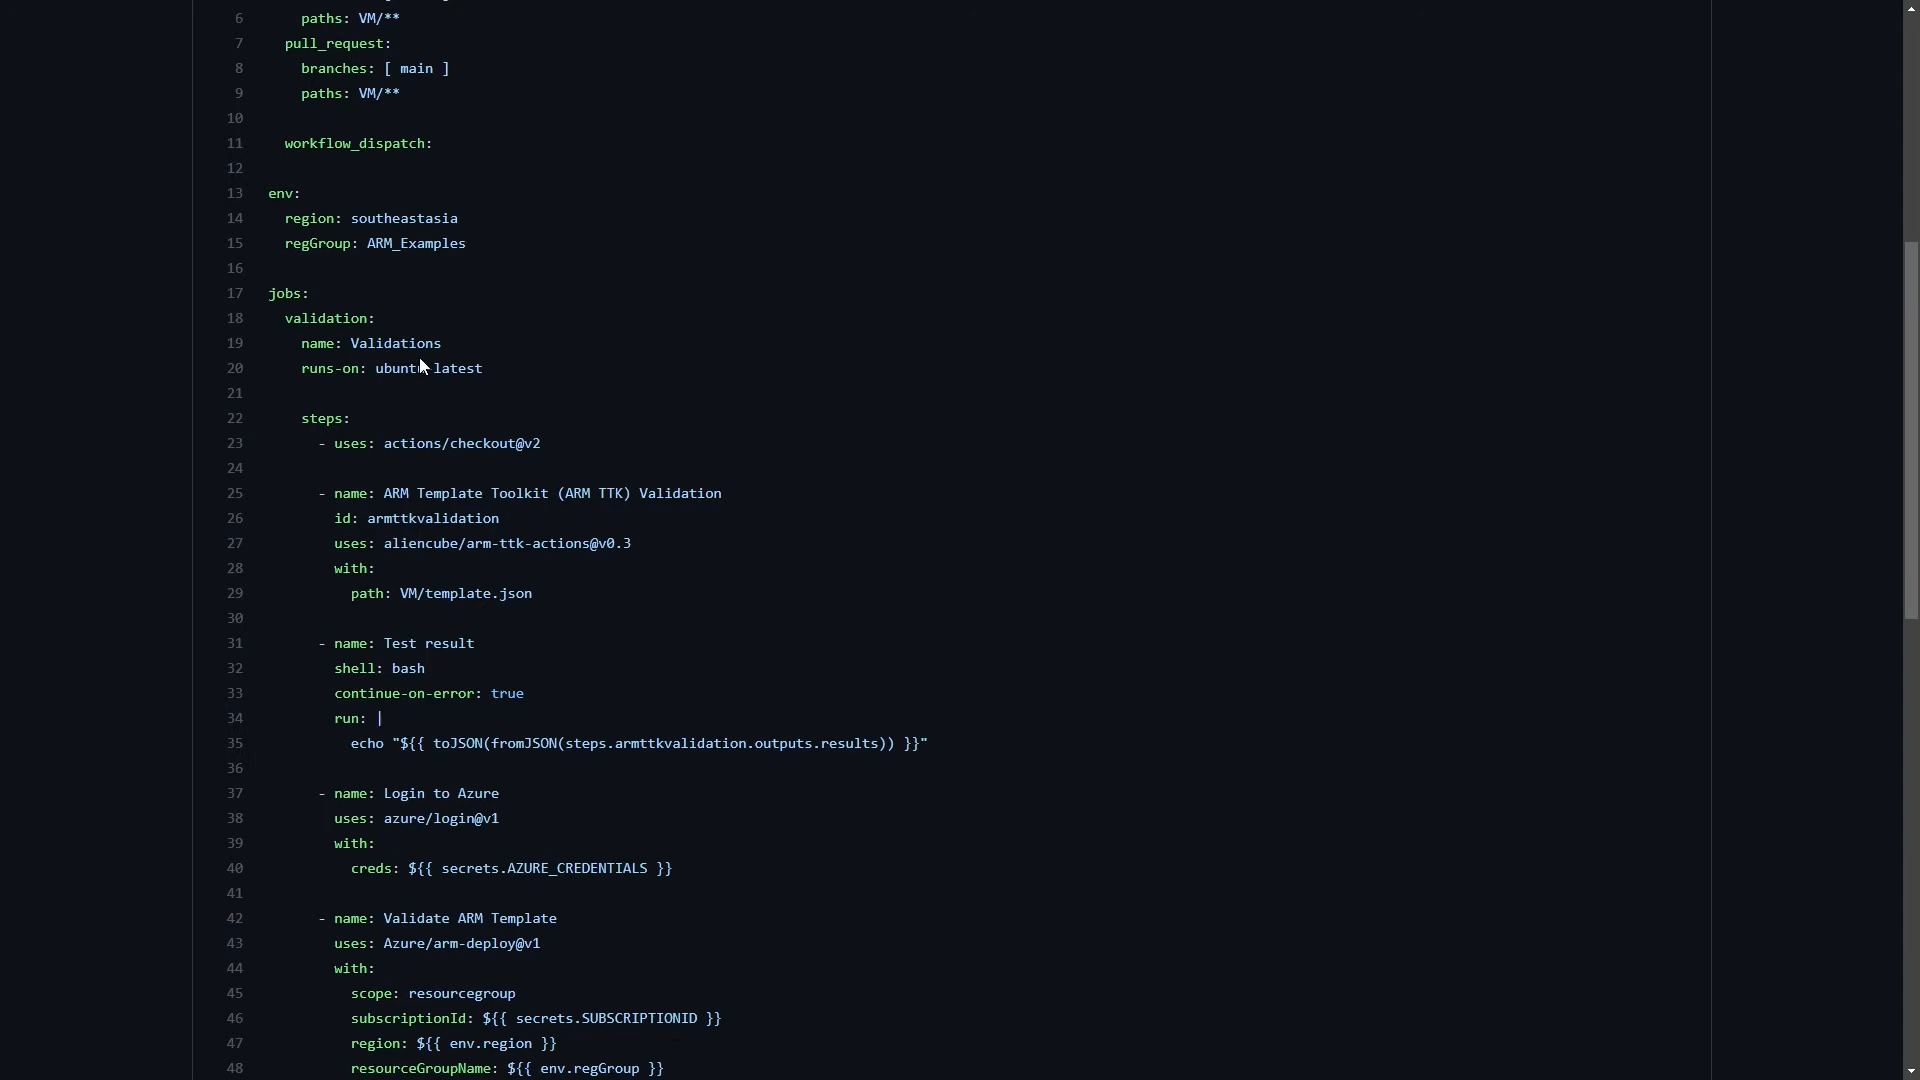 6 paths: VM/**
7 pull_request:
8 branches: [ main ]
9 paths: VM/**
10
11 workflow_dispatch:
12
13 env:
14 region: southeastasia
15 regGroup: ARM_Examples
16
17 jobs:
18 validation:
19 name: Validations
20 runs-on: ubuntu-latest
21
22 steps:
23 - uses: actions/checkout@v2
24
25 - name: ARM Template Toolkit (ARM TTK) Validation
26 id: armttkvalidation
27 uses: aliencube/arm-ttk-actions@v0.3
28 with:
29 path: VM/template.json
30
31 - name: Test result
32 shell: bash
33 continue-on-error: true
34 run: |
35 echo "${{ toJSON(fromJSON(steps.armttkvalidation.outputs.results)) }}"
36
37 - name: Login to Azure
38 uses: azure/login@v1
39 with:
40 creds: ${{ secrets.AZURE_CREDENTIALS }}
41
42 - name: Validate ARM Template
43 uses: Azure/arm-deploy@v1
44 with:
45 scope: resourcegroup
46 subscriptionId: ${{ secrets.SUBSCRIPTIONID }}
47 region: ${{ env.region }}
48 resourceGroupName: ${{ env.regGroup }}